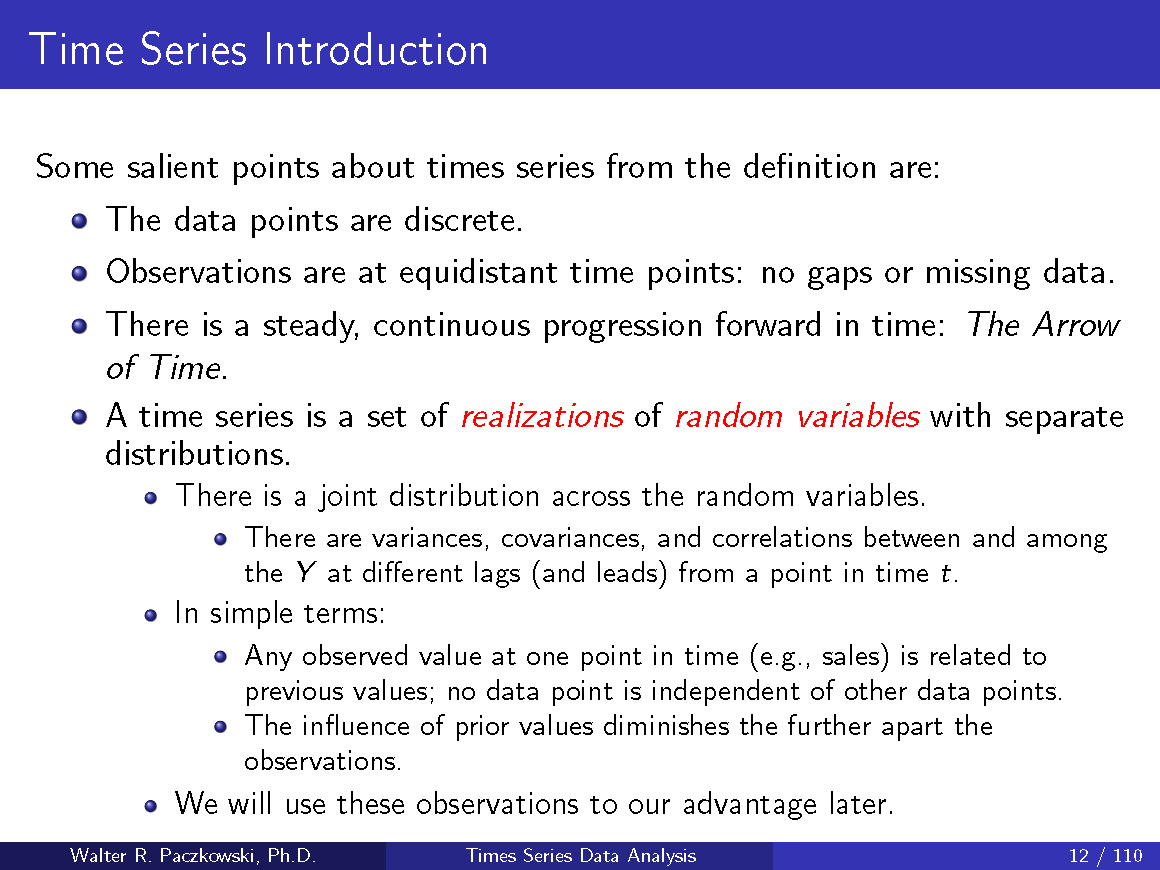 Time Series Introduction
Some salient points about times series from the definition are:
The data points are discrete.
Observations are at equidistant time points: no gaps or missing data.
There is a steady, continuous progression forward in time: The Arrow
of Time.
A time series is a set of realizations of random variables with separate
distributions.
There is a joint distribution across the random variables.
There are variances, covariances, and correlations between and among
the Y at different lags (and leads) from a point in time t.
In simple terms:
Any observed value at one point in time (e.g., sales) is related to
previous values; no data point is independent of other data points.
The influence of prior values diminishes the further apart the
observations.
We will use these observations to our advantage later.
Walter R. Paczkowski, Ph.D. Times Series Data Analysis 12 / 110